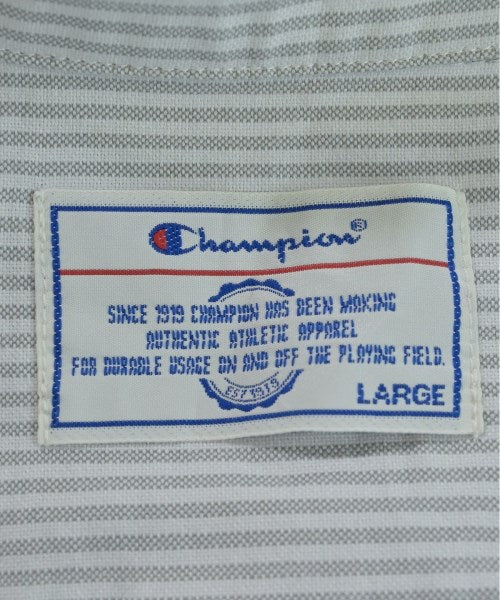 Champion®
SINCE 1919 CHAMPION HAS BEEN MAKING
AUTHENTIC ATHLETIC APPAREL
FOR DURABLE USAGE ON AND OFF THE PLAYING FIELD.
EST 1919
LARGE